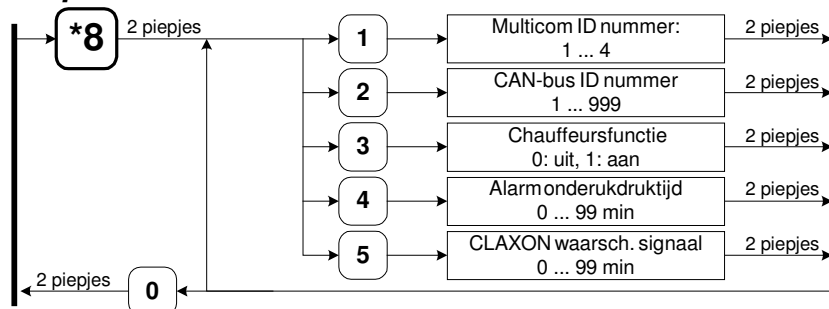 *8
2 piepjes
1
Multicom ID nummer:
1 ... 4
2 piepjes
2
CAN-bus ID nummer
1 ... 999
2 piepjes
3
Chauffeursfunctie
0: uit, 1: aan
2 piepjes
4
Alarmonderukdruktijd
0 ... 99 min
2 piepjes
5
CLAXON waarsch. signaal
0 ... 99 min
2 piepjes
2 piepjes
0